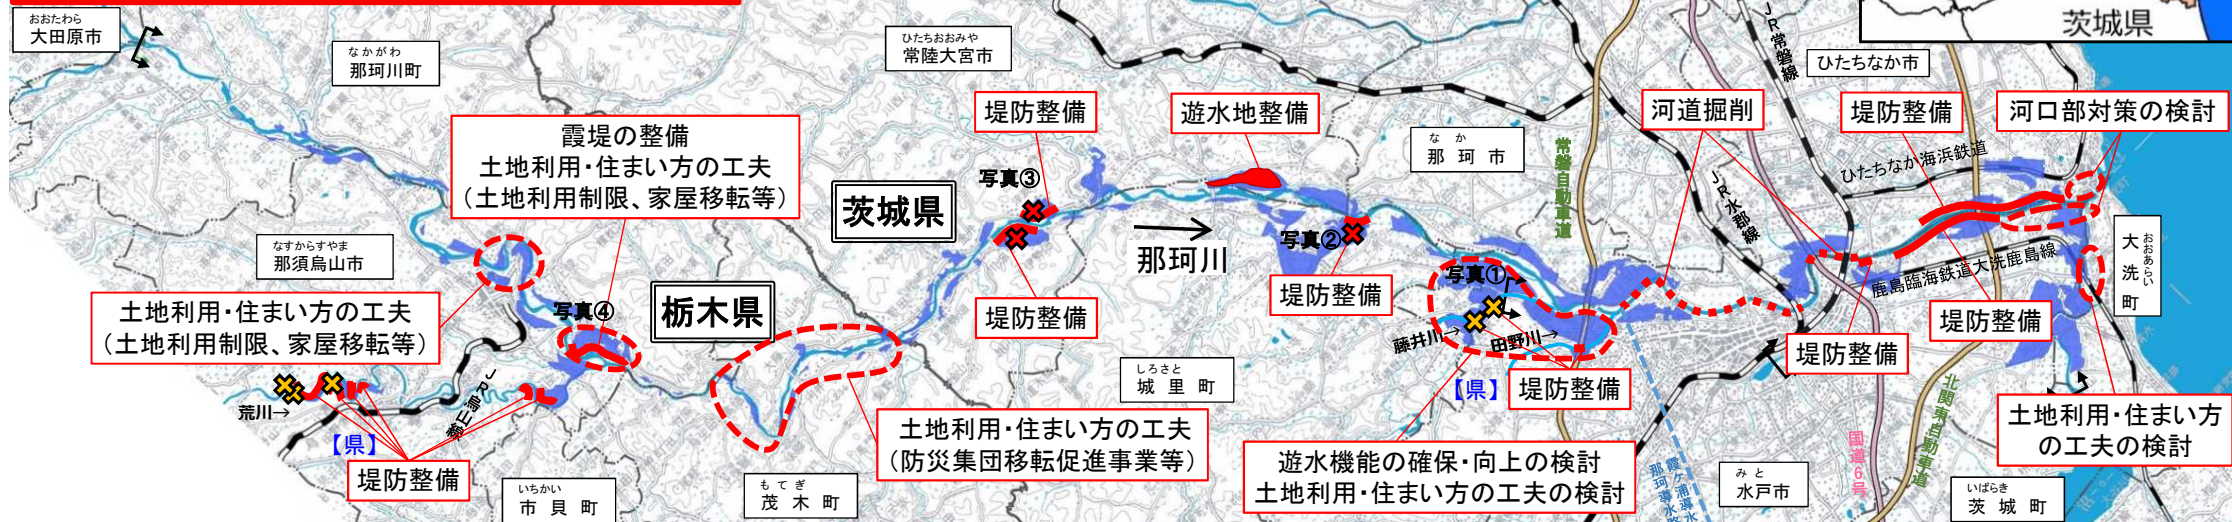 おおたわら
大田原市
なかがわ
那珂川町
ひたちおおみや
常陸大宮市
茨城県
JR常磐線
ひたちなか市
堤防整備
遊水地整備
なか
那珂市
常磐自動車道
河道掘削
堤防整備
河口部対策の検討
霞堤の整備
土地利用・住まい方の工夫
(土地利用制限、家屋移転等)
ひたちなか海浜鉄道
写真③
茨城県
JR水郡線
なすからすやま
那須烏山市
写真②
那珂川
おおあらい
大洗町
鹿島臨海鉄道大洗鹿島線
写真①
堤防整備
土地利用・住まい方の工夫
(土地利用制限、家屋移転等)
写真④
栃木県
堤防整備
藤井川→
田野川→
堤防整備
堤防整備
しろさと
城里町
【県】
堤防整備
荒川→
JR烏山線
【県】
堤防整備
土地利用・住まい方の工夫
(防災集団移転促進事業等)
北関東自動車道
土地利用・住まい方
の工夫の検討
国道6号
遊水機能の確保・向上の検討
土地利用・住まい方の工夫の検討
霞ヶ浦導水
那珂導水路
いちかい
市貝町
もてぎ
茂木町
みと
水戸市
いばらき
茨城町